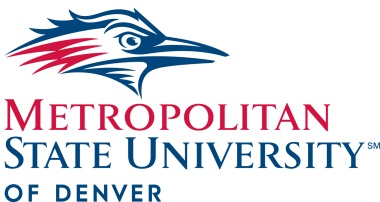 METROPOLITAN
STATE UNIVERSITY℠
OF DENVER